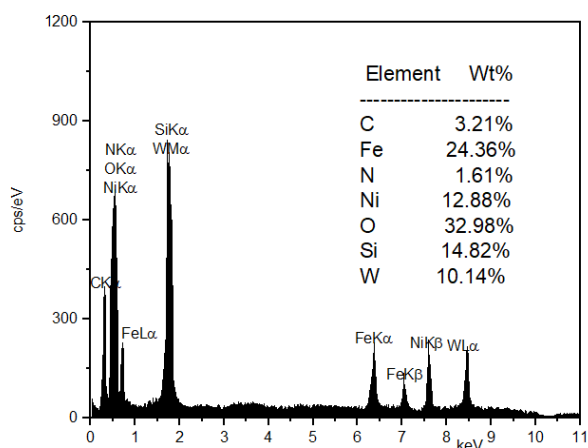 1200
900
600
300
0
cps/eV
0 1 2 3 4 5 6 7 8 9 10 11
keV
CKα
NKα
OKα
NiKα
FeLα
SiKα
WMα
FeKα
FeKβ
NiKβ
WLα
Element Wt%
----------------------
C 3.21%
Fe 24.36%
N 1.61%
Ni 12.88%
O 32.98%
Si 14.82%
W 10.14%